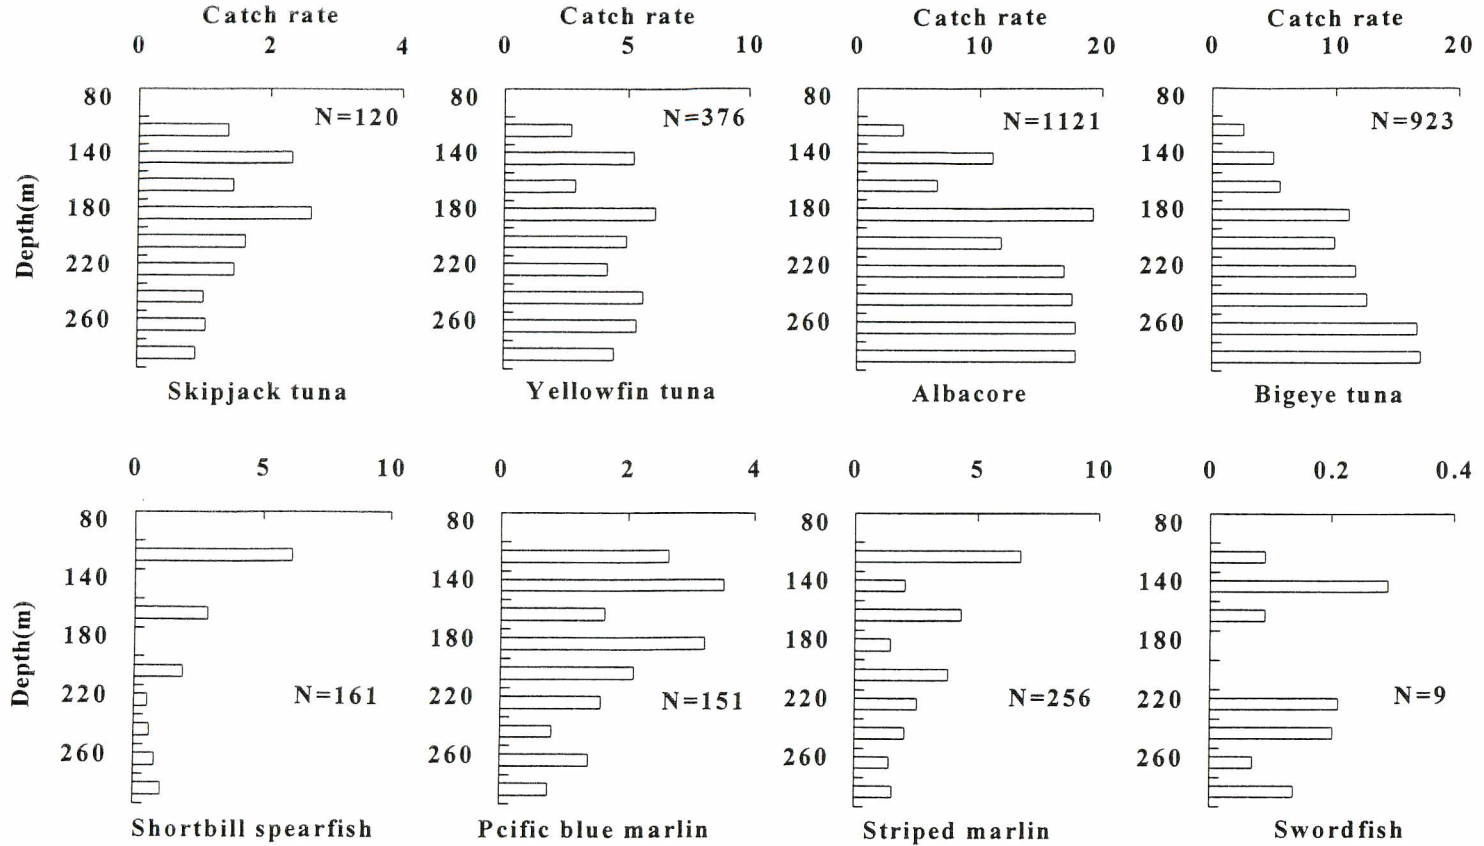 Catch rate Catch rate Catch rate Catch rate
0 2 4 0 5 10 0 10 20 0 10 20
80 80 80 80
N=120 N=376 N=1121 N=923
140 140 140 140
180 180 180 180
Depth(m)
220 220 220 220
260 260 260 260
Skipjack tuna Yellowfin tuna Albacore Bigeye tuna
0 5 10 0 2 4 0 5 10 0 0.2 0.4
80 80 80 80
140 140 140 140
180 180 180 180
Depth(m)
220 220 220 220
N=161 N=151 N=256 N=9
260 260 260 260
Shortbill spearfish Pcific blue marlin Striped marlin Swordfish